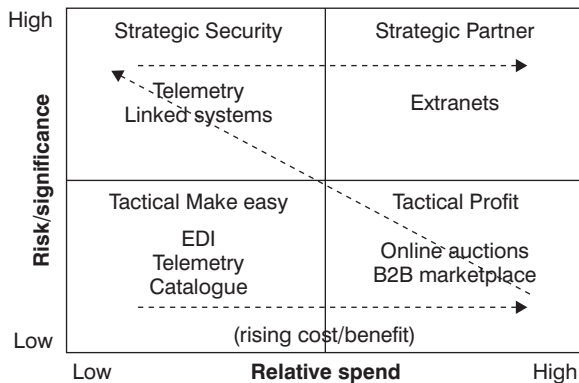 High
Strategic Security
Strategic Partner
Telemetry
Linked systems
Extranets
Risk/significance
Tactical Make easy
Tactical Profit
EDI
Telemetry
Catalogue
Online auctions
B2B marketplace
(rising cost/benefit)
Low
Low
Relative spend
High